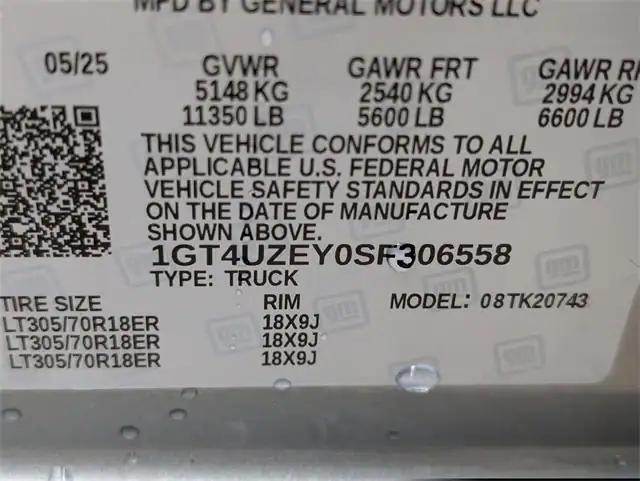 MFD BY GENERAL MOTORS LLC
05/25 GVWR GAWR FRT GAWR
5148 KG 2540 KG 2994 KG
11350 LB 5600 LB 6600 LB
THIS VEHICLE CONFORMS TO ALL
APPLICABLE U.S. FEDERAL MOTOR
VEHICLE SAFETY STANDARDS IN EFFECT
ON THE DATE OF MANUFACTURE
SHOWN ABOVE.
1GT4UZEY0SF306558
TYPE: TRUCK
TIRE SIZE RIM MODEL: 08TK20743
LT305/70R18ER 18X9J
LT305/70R18ER 18X9J
LT305/70R18ER 18X9J